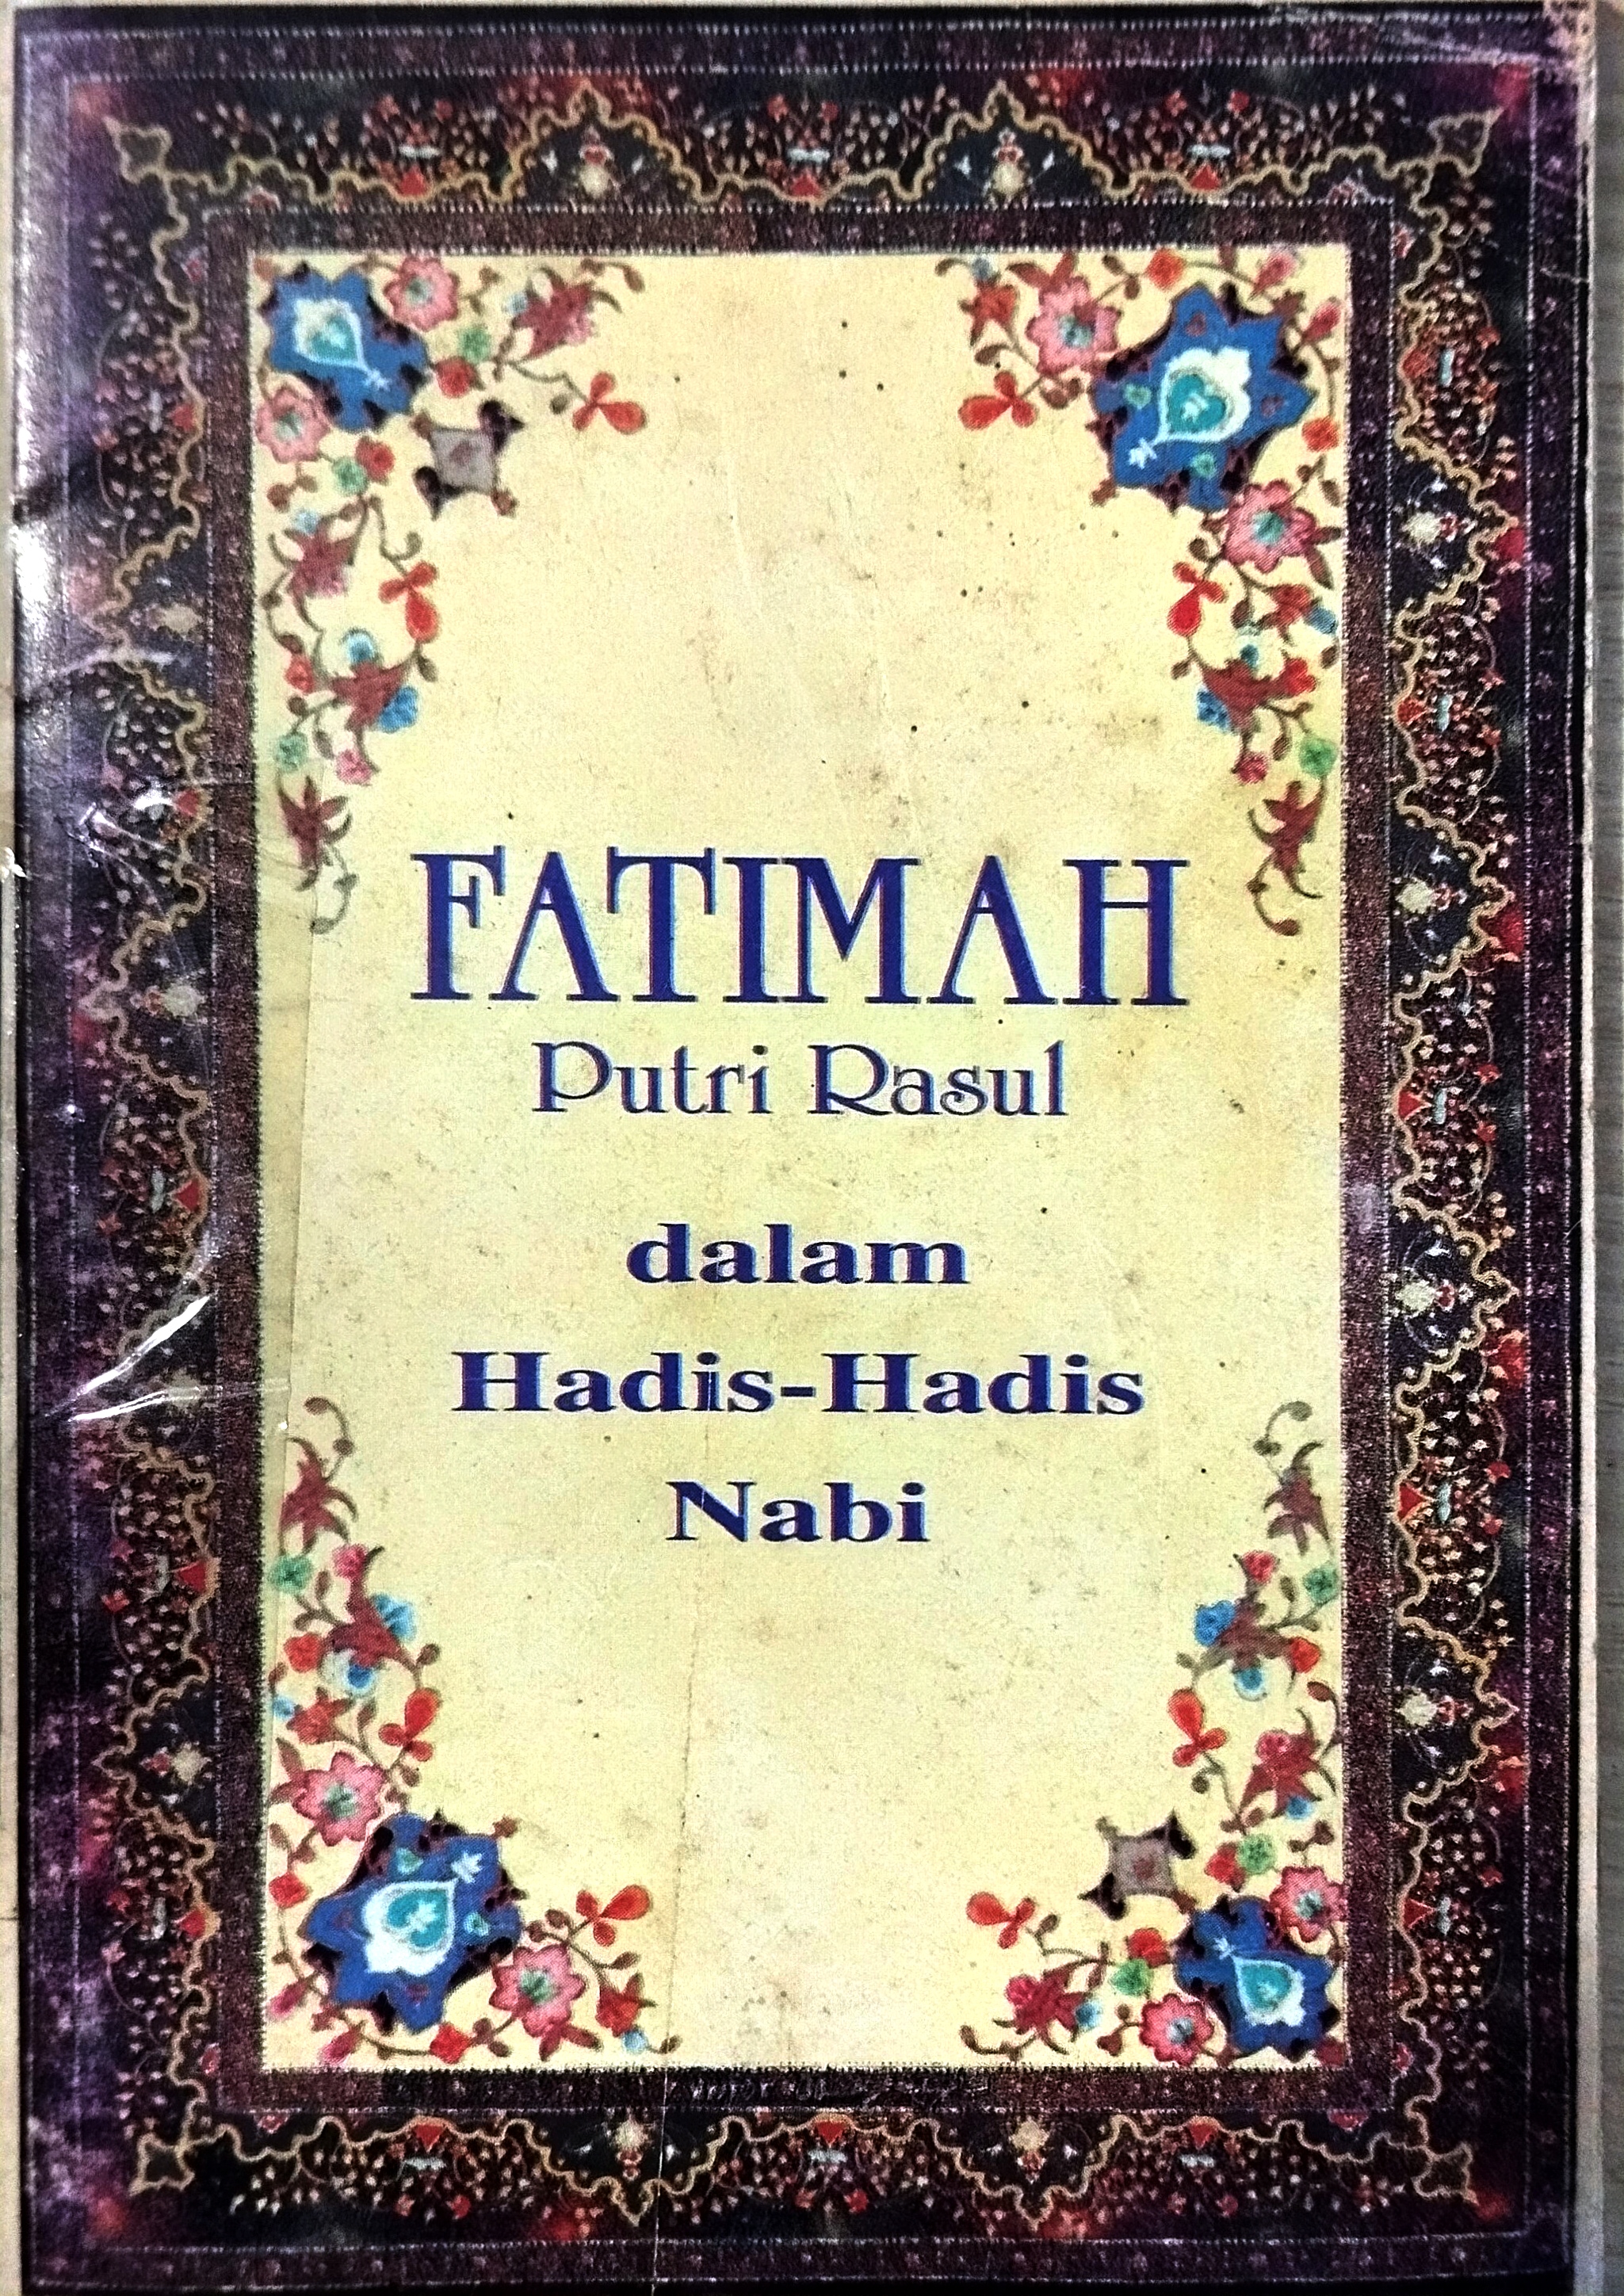 FATIMAH
Putri Rasul
dalam
Hadis-Hadis
Nabi